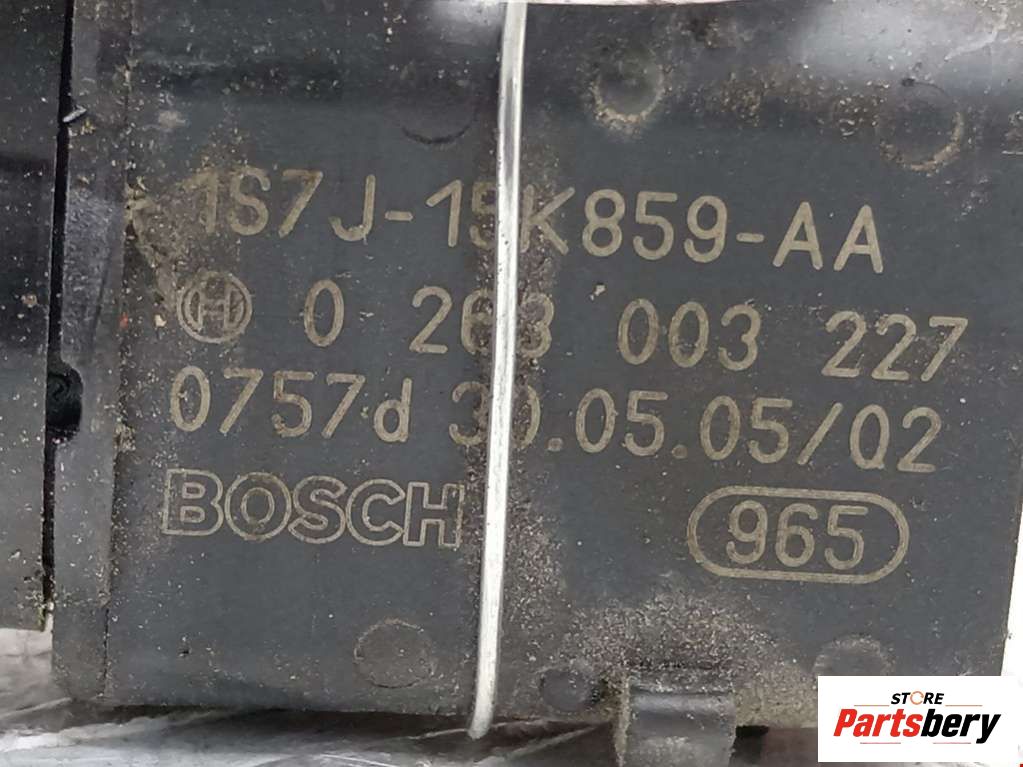 1S7J-15K859-AA
0 263 003 227
0757d 30.05.05/02
BOSCH
965
STORE
Partsbery